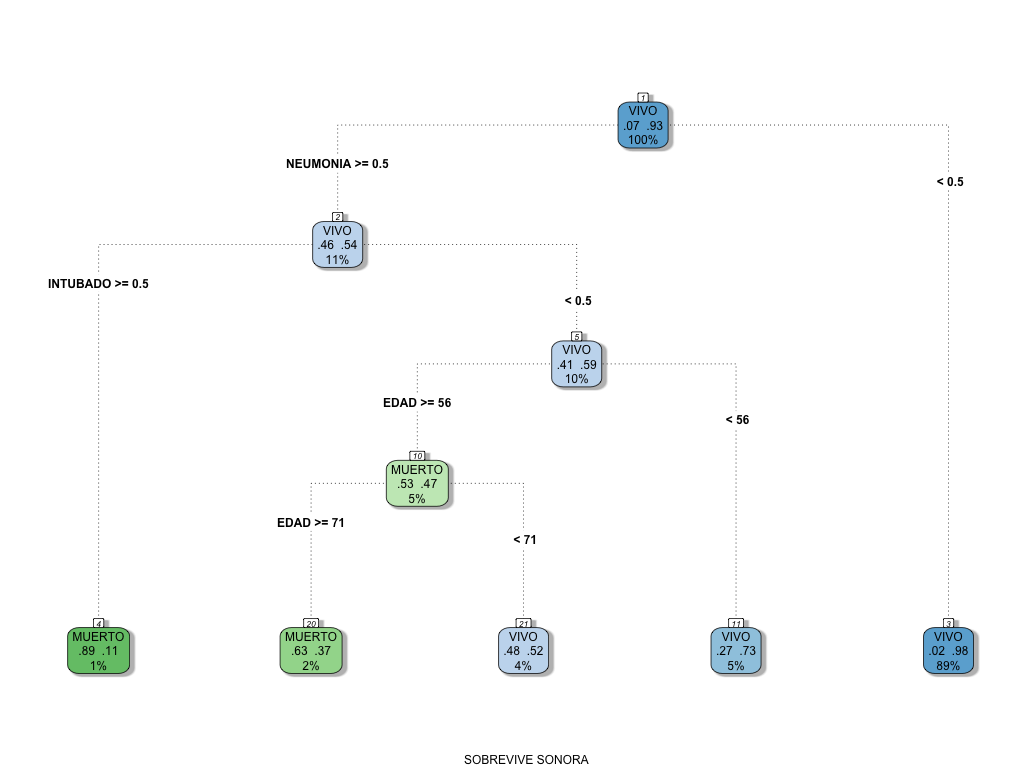 1
VIVO
.07 .93
100%
NEUMONIA >= 0.5
< 0.5
2
VIVO
.46 .54
11%
INTUBADO >= 0.5
< 0.5
5
VIVO
.41 .59
10%
EDAD >= 56
< 56
10
MUERTO
.53 .47
5%
EDAD >= 71
< 71
4
MUERTO
.89 .11
1%
20
MUERTO
.63 .37
2%
21
VIVO
.48 .52
4%
11
VIVO
.27 .73
5%
3
VIVO
.02 .98
89%
SOBREVIVE SONORA